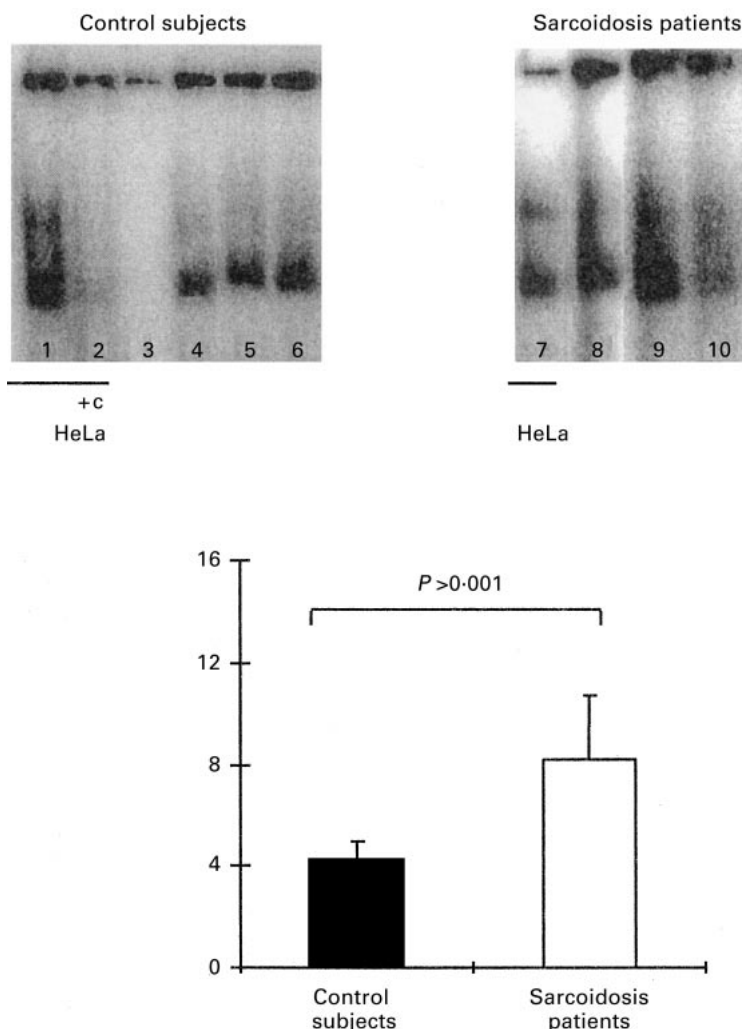 Control subjects
Sarcoidosis patients
1 2 3 4 5 6
7 8 9 10
+c
HeLa
HeLa
16
P >0·001
12
8
4
0
Control
subjects
Sarcoidosis
patients